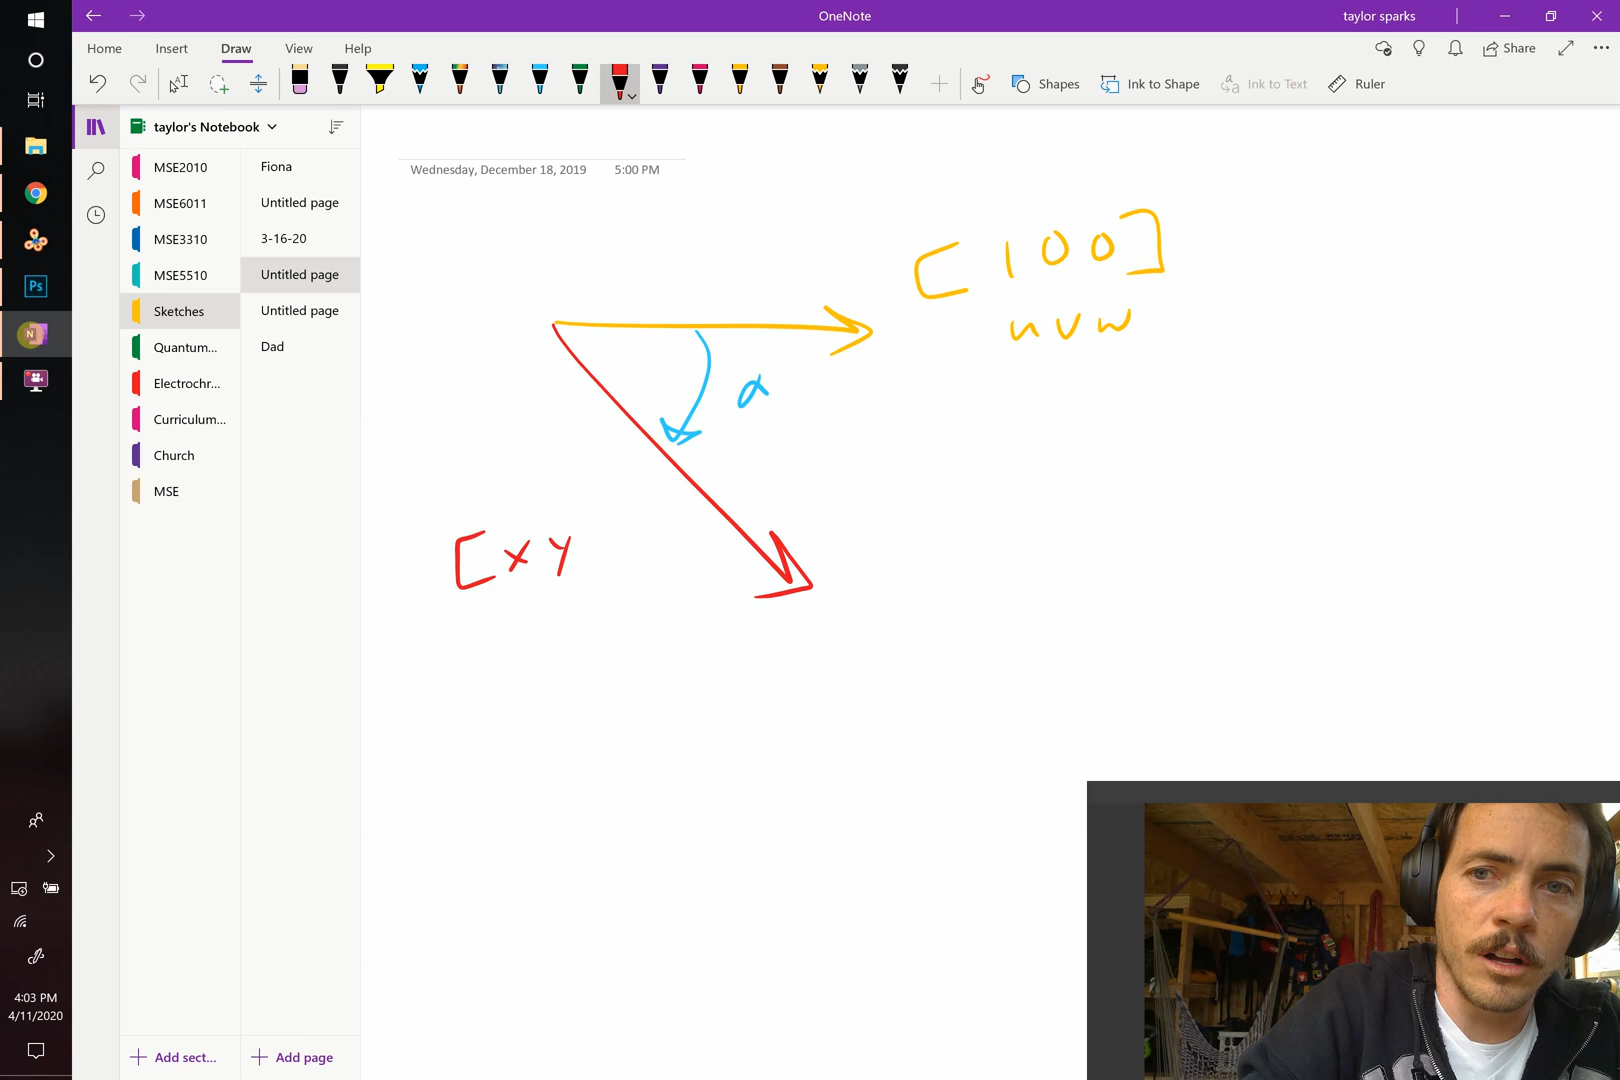 OneNote
taylor sparks
Home Insert Draw View Help
Share
Shapes
Ink to Shape
Ink to Text
Ruler
taylor's Notebook
MSE2010
MSE6011
MSE3310
MSE5510
Sketches
Quantum...
Electrochr...
Curriculum...
Church
MSE
Fiona
Untitled page
3-16-20
Untitled page
Untitled page
Dad
Wednesday, December 18, 2019 5:00 PM
[100]
u v w
α
[x y
Ps
N
4:03 PM
4/11/2020
+ Add sect...
+ Add page